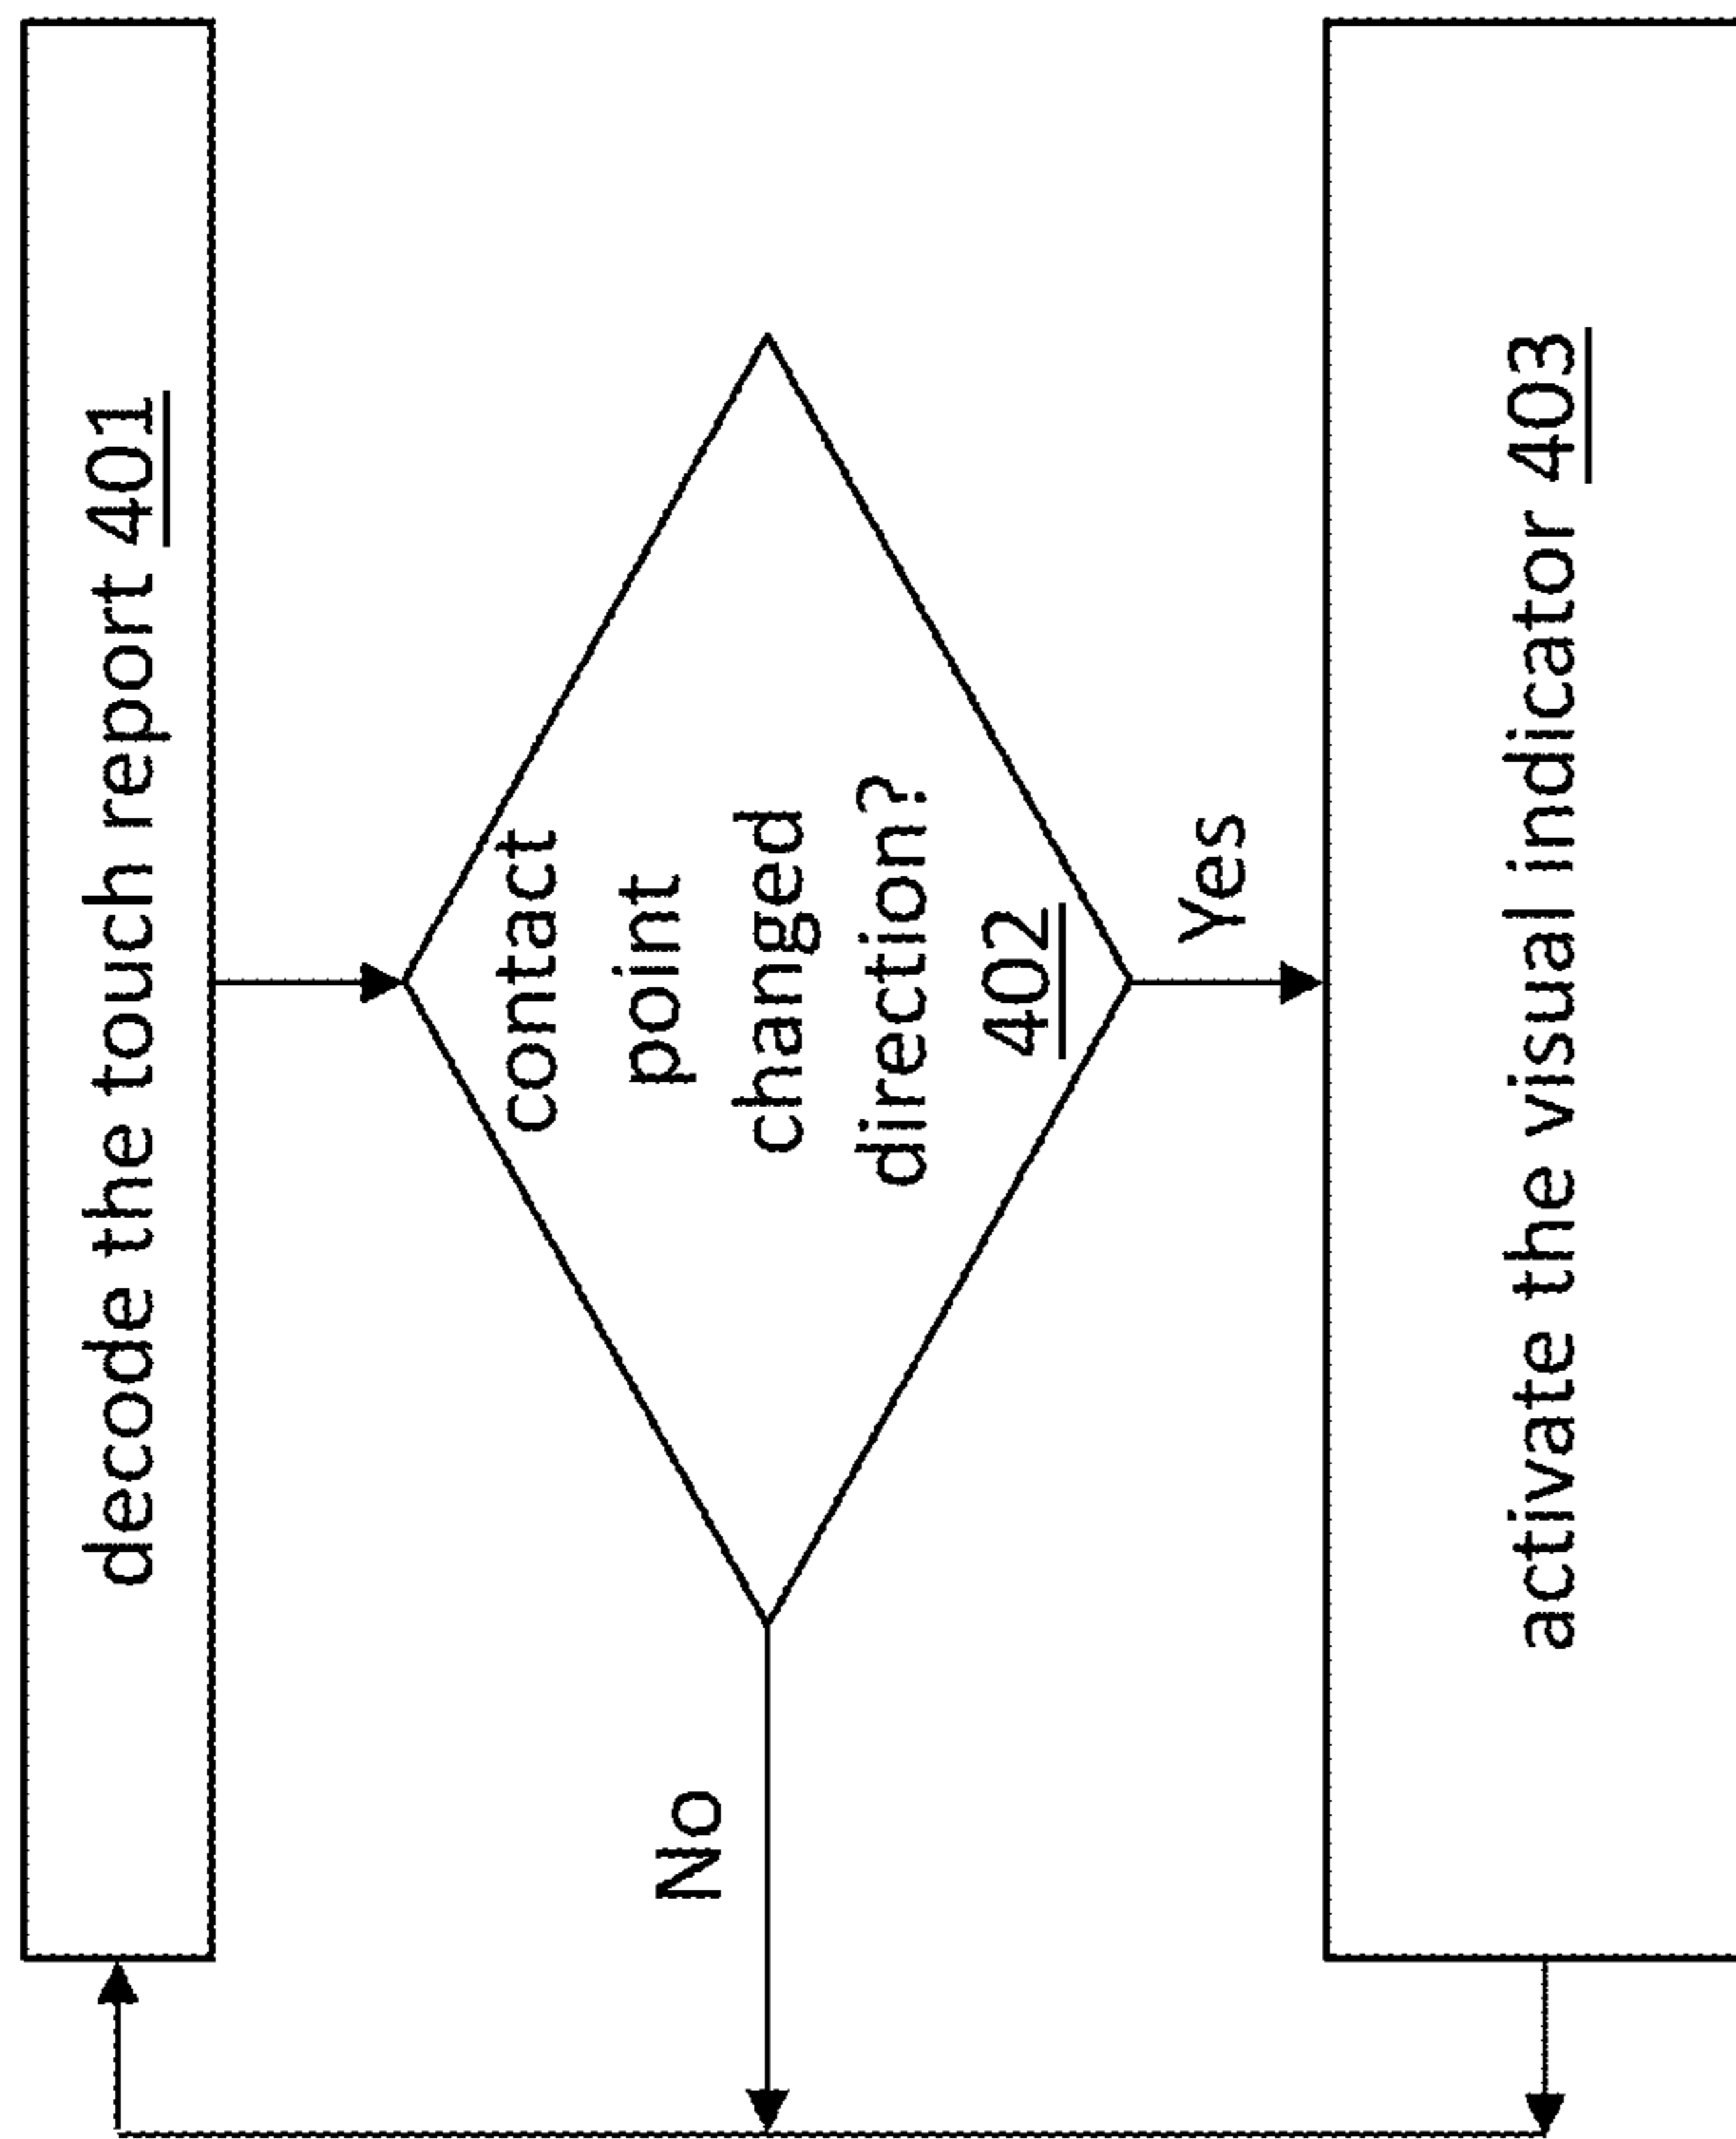 decode the touch report 401
contact
point
changed
direction?
402
No
Yes
activate the visual indicator 403